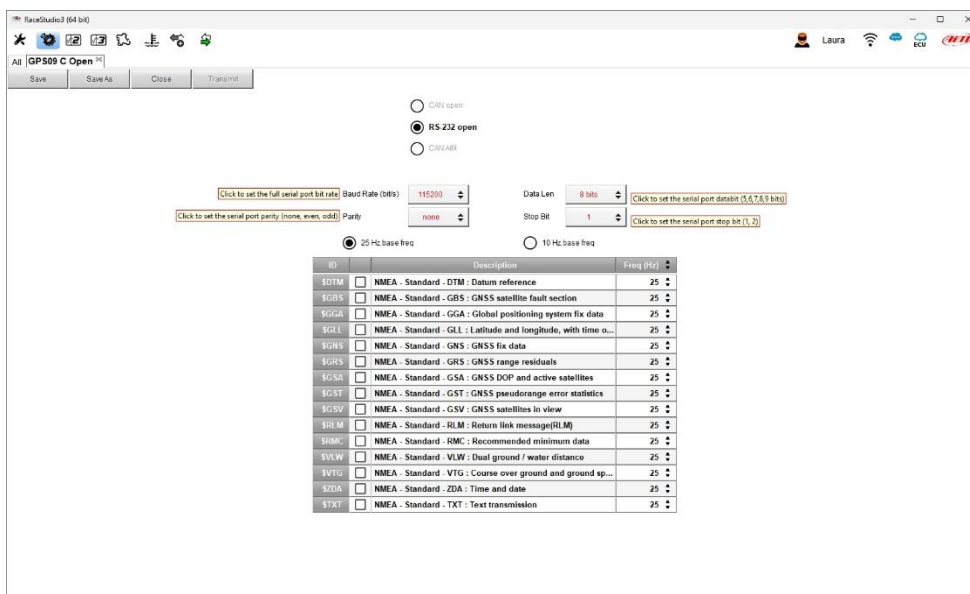 RaceStudio3 (64 bit)
Laura
ECU
AiM
All GPS09 C Open
Save Save As Close Transmit
CAN open
RS-232 open
CAN AiM
Click to set the full serial port bit rate Baud Rate (bit/s) 115200 Data Len 8 bits Click to set the serial port databit (5,6,7,8,9 bits)
Click to set the serial port parity (none, even, odd) Parity none Stop Bit 1 Click to set the serial port stop bit (1, 2)
25 Hz base freq 10 Hz base freq
ID Description Freq (Hz)
$DTM NMEA - Standard - DTM : Datum reference 25
$GBS NMEA - Standard - GBS : GNSS satellite fault section 25
$GGA NMEA - Standard - GGA : Global positioning system fix data 25
$GLL NMEA - Standard - GLL : Latitude and longitude, with time o... 25
$GNS NMEA - Standard - GNS : GNSS fix data 25
$GRS NMEA - Standard - GRS : GNSS range residuals 25
$GSA NMEA - Standard - GSA : GNSS DOP and active satellites 25
$GST NMEA - Standard - GST : GNSS pseudorange error statistics 25
$GSV NMEA - Standard - GSV : GNSS satellites in view 25
$RLM NMEA - Standard - RLM : Return link message(RLM) 25
$RMC NMEA - Standard - RMC : Recommended minimum data 25
$VLW NMEA - Standard - VLW : Dual ground / water distance 25
$VTG NMEA - Standard - VTG : Course over ground and ground sp... 25
$ZDA NMEA - Standard - ZDA : Time and date 25
$TXT NMEA - Standard - TXT : Text transmission 25